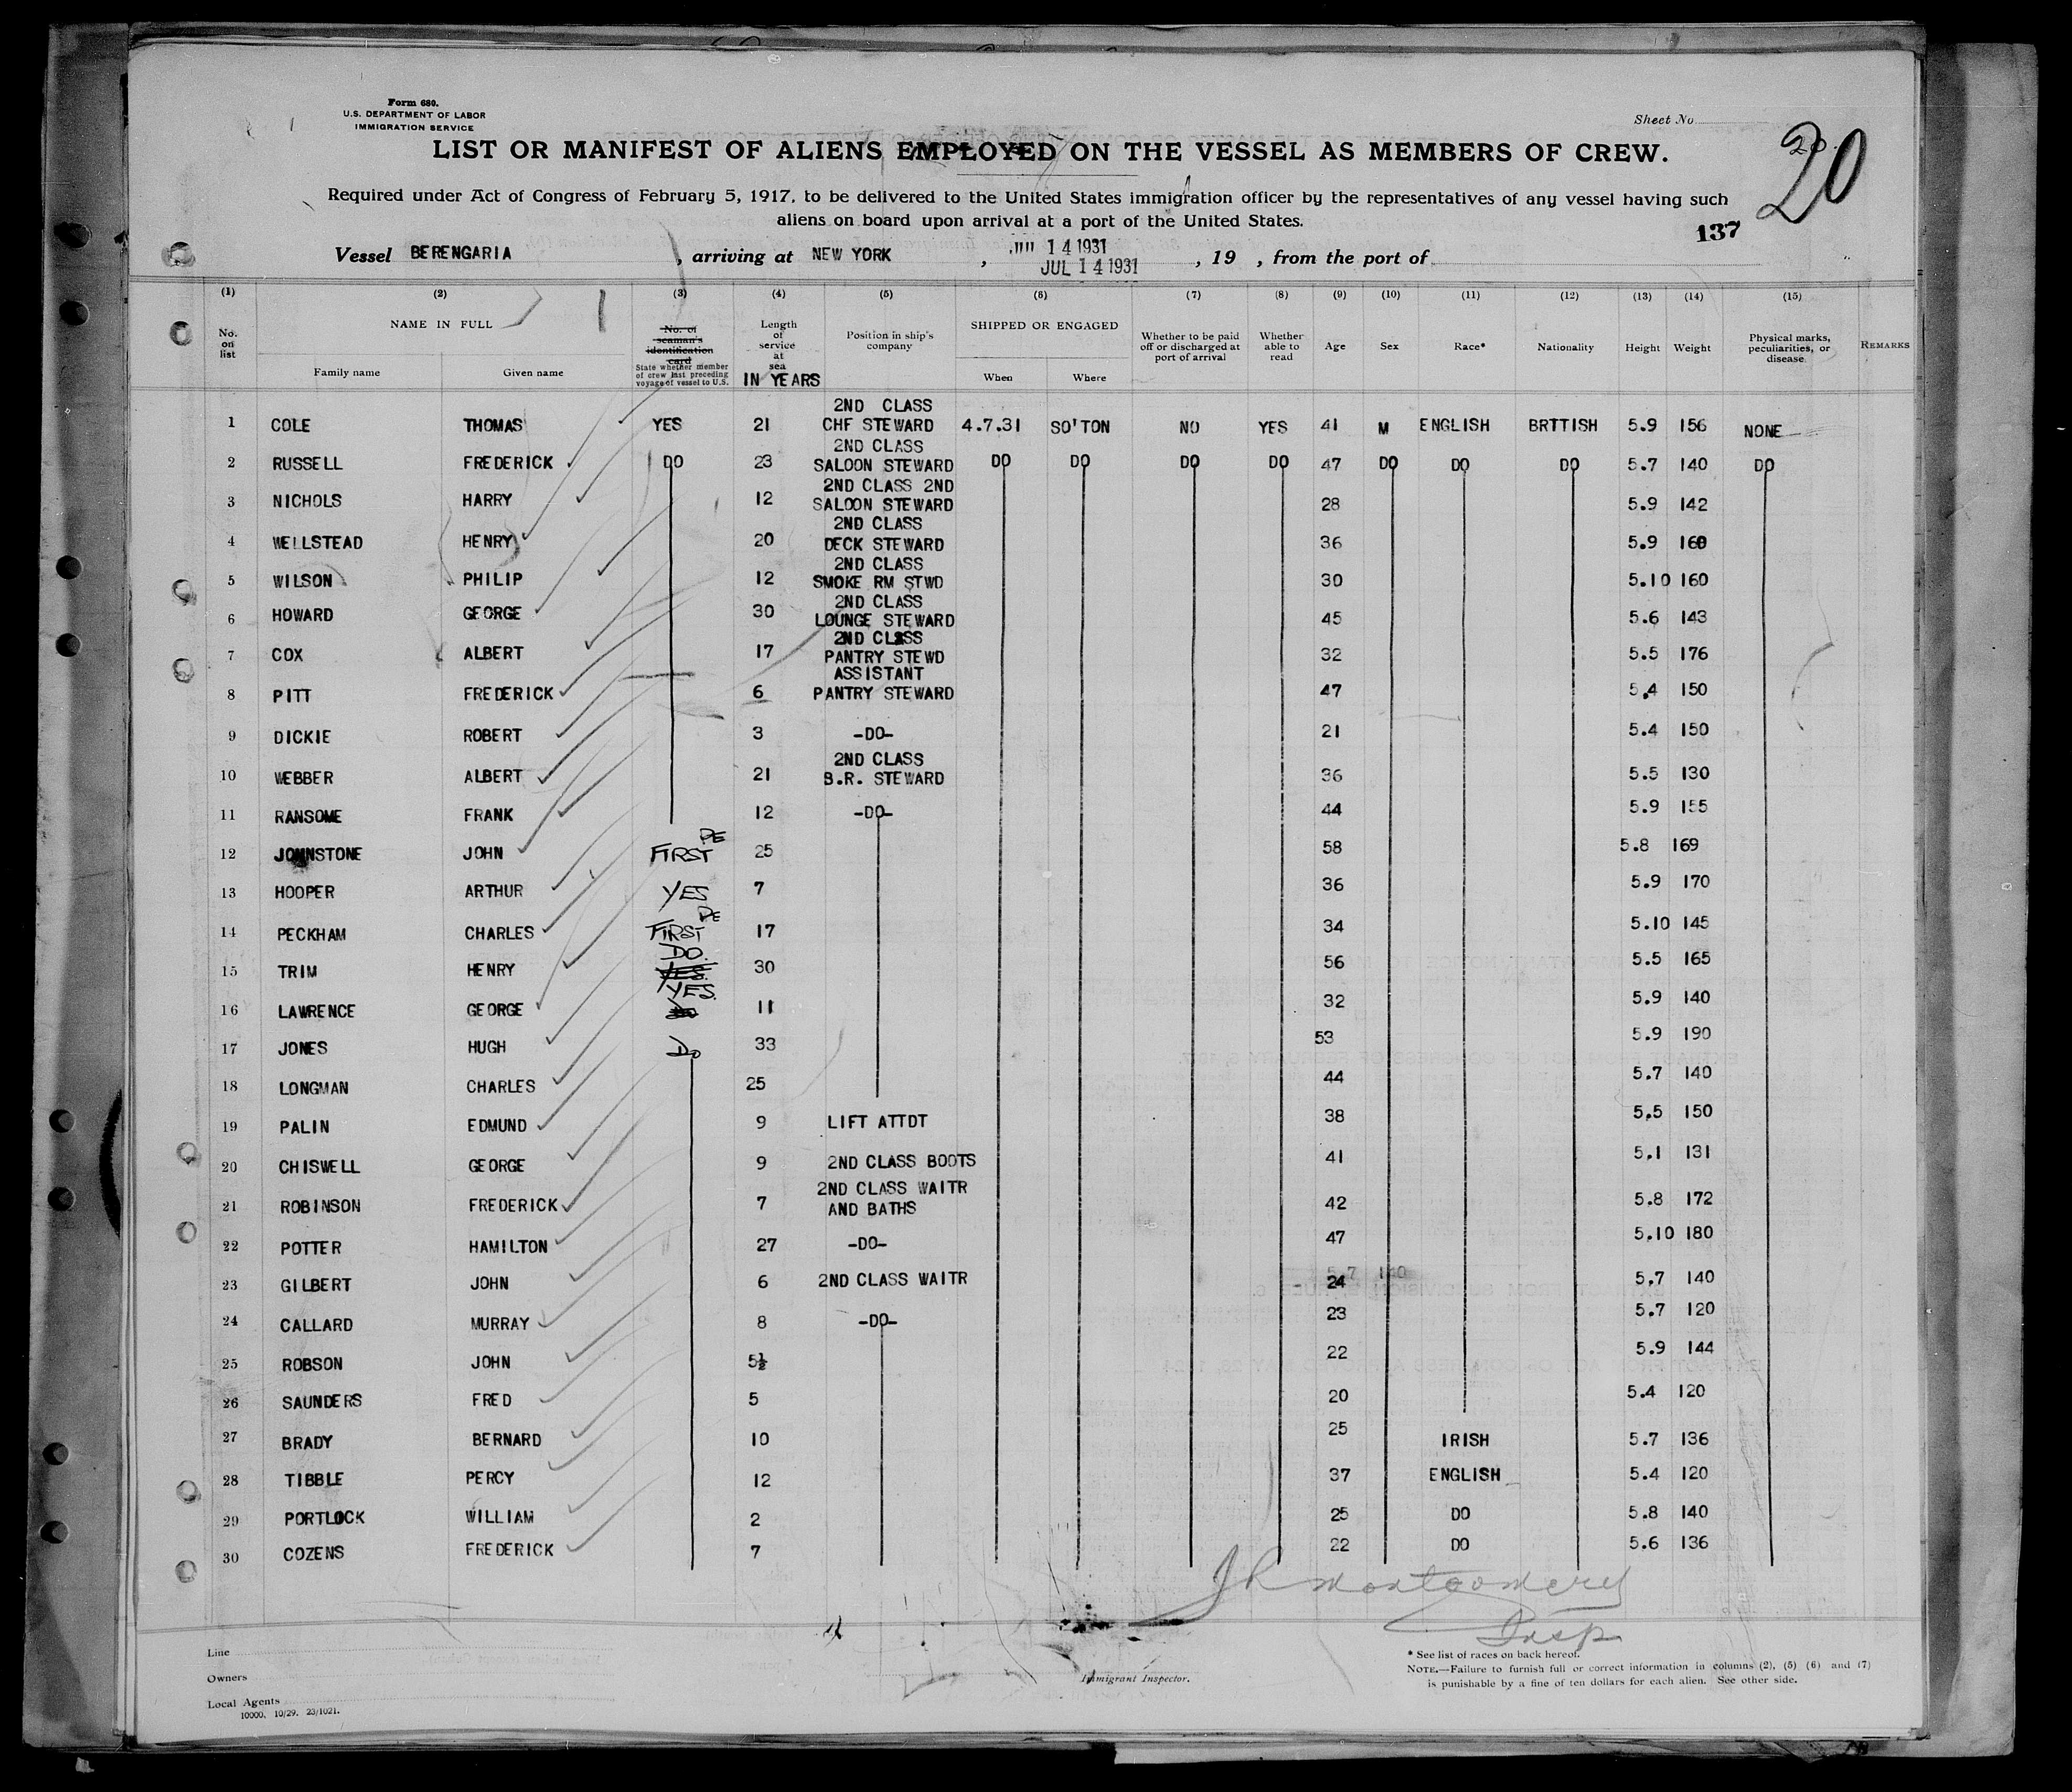 Form 680.
U.S. DEPARTMENT OF LABOR
IMMIGRATION SERVICE
Sheet No.
20
20
LIST OR MANIFEST OF ALIENS EMPLOYED ON THE VESSEL AS MEMBERS OF CREW.
Required under Act of Congress of February 5, 1917, to be delivered to the United States immigration officer by the representatives of any vessel having such
aliens on board upon arrival at a port of the United States.
137
JUL 14 1931
Vessel BERENGARIA, arriving at NEW YORK, JUL 14 1931, 19 , from the port of
(1) (2) (3) (4) (5) (6) (7) (8) (9) (10) (11) (12) (13) (14) (15)
No. on list
NAME IN FULL
Family name Given name
No. of seaman's identification card
State whether member of crew last preceding voyage of vessel to U.S.
Length of service at sea
IN YEARS
Position in ship's company
SHIPPED OR ENGAGED
When Where
Whether to be paid off or discharged at port of arrival
Whether able to read
Age
Sex
Race*
Nationality
Height
Weight
Physical marks, peculiarities, or disease
REMARKS
1 COLE THOMAS YES 21 2ND CLASS CHF STEWARD 4.7.31 SO'TON NO YES 41 M ENGLISH BRTTISH 5.9 156 NONE
2 RUSSELL FREDERICK DO 23 2ND CLASS SALOON STEWARD DO DO DO DO 47 DO DO DO 5.7 140 DO
3 NICHOLS HARRY 12 2ND CLASS 2ND SALOON STEWARD 28 5.9 142
4 WELLSTEAD HENRY 20 2ND CLASS DECK STEWARD 36 5.9 160
5 WILSON PHILIP 12 2ND CLASS SMOKE RM STWD 30 5.10 160
6 HOWARD GEORGE 30 2ND CLASS LOUNGE STEWARD 45 5.6 143
7 COX ALBERT 17 2ND CLASS PANTRY STEWD 32 5.5 176
8 PITT FREDERICK 6 ASSISTANT PANTRY STEWARD 47 5.4 150
9 DICKIE ROBERT 3 -DO- 21 5.4 150
10 WEBBER ALBERT 21 2ND CLASS B.R. STEWARD 36 5.5 130
11 RANSOME FRANK 12 -DO- 44 5.9 155
12 JOHNSTONE JOHN FIRST RE 25 58 5.8 169
13 HOOPER ARTHUR YES 7 36 5.9 170
14 PECKHAM CHARLES FIRST RE 17 34 5.10 145
15 TRIM HENRY DO. YES. 30 56 5.5 165
16 LAWRENCE GEORGE YES. DO 11 32 5.9 140
17 JONES HUGH DO 33 53 5.9 190
18 LONGMAN CHARLES 25 44 5.7 140
19 PALIN EDMUND 9 LIFT ATTDT 38 5.5 150
20 CHISWELL GEORGE 9 2ND CLASS BOOTS 41 5.1 131
21 ROBINSON FREDERICK 7 2ND CLASS WAITR AND BATHS 42 5.8 172
22 POTTER HAMILTON 27 -DO- 47 5.10 180
23 GILBERT JOHN 6 2ND CLASS WAITR 24 5.7 140
24 CALLARD MURRAY 8 -DO- 23 5.7 120
25 ROBSON JOHN 5½ 22 5.9 144
26 SAUNDERS FRED 5 20 5.4 120
27 BRADY BERNARD 10 25 IRISH 5.7 136
28 TIBBLE PERCY 12 37 ENGLISH 5.4 120
29 PORTLOCK WILLIAM 2 25 DO 5.8 140
30 COZENS FREDERICK 7 22 DO 5.6 136
J R Montgomery
Insp
Line
Owners
Local Agents
10000. 10/29. 23/1021.
Immigrant Inspector.
* See list of races on back hereof.
NOTE.—Failure to furnish full or correct information in columns (2), (5) (6) and (7)
is punishable by a fine of ten dollars for each alien. See other side.